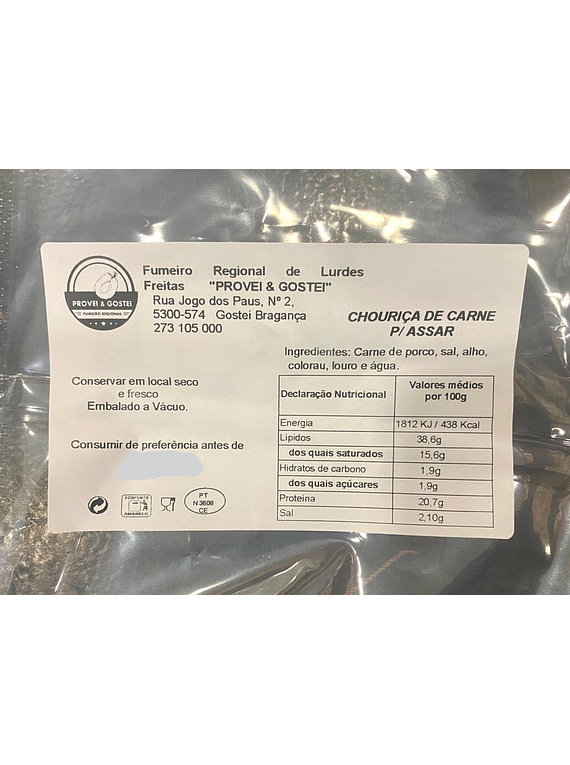 Fumeiro Regional de Lurdes
Freitas "PROVEI & GOSTEI"
Rua Jogo dos Paus, Nº 2,
5300-574 Gostei Bragança
273 105 000
PROVEI & GOSTEI
FUMEIRO REGIONAL
CHOURIÇA DE CARNE
P/ ASSAR
Ingredientes: Carne de porco, sal, alho,
colorau, louro e água.
Conservar em local seco
e fresco
Embalado a Vácuo.
Consumir de preferência antes de
ECOPONTO
AMARELO
PT
N 3608
CE
Declaração Nutricional Valores médios
por 100g
Energia 1812 KJ / 438 Kcal
Lipidos 38,6g
dos quais saturados 15,6g
Hidratos de carbono 1,9g
dos quais açúcares 1,9g
Proteina 20,7g
Sal 2,10g